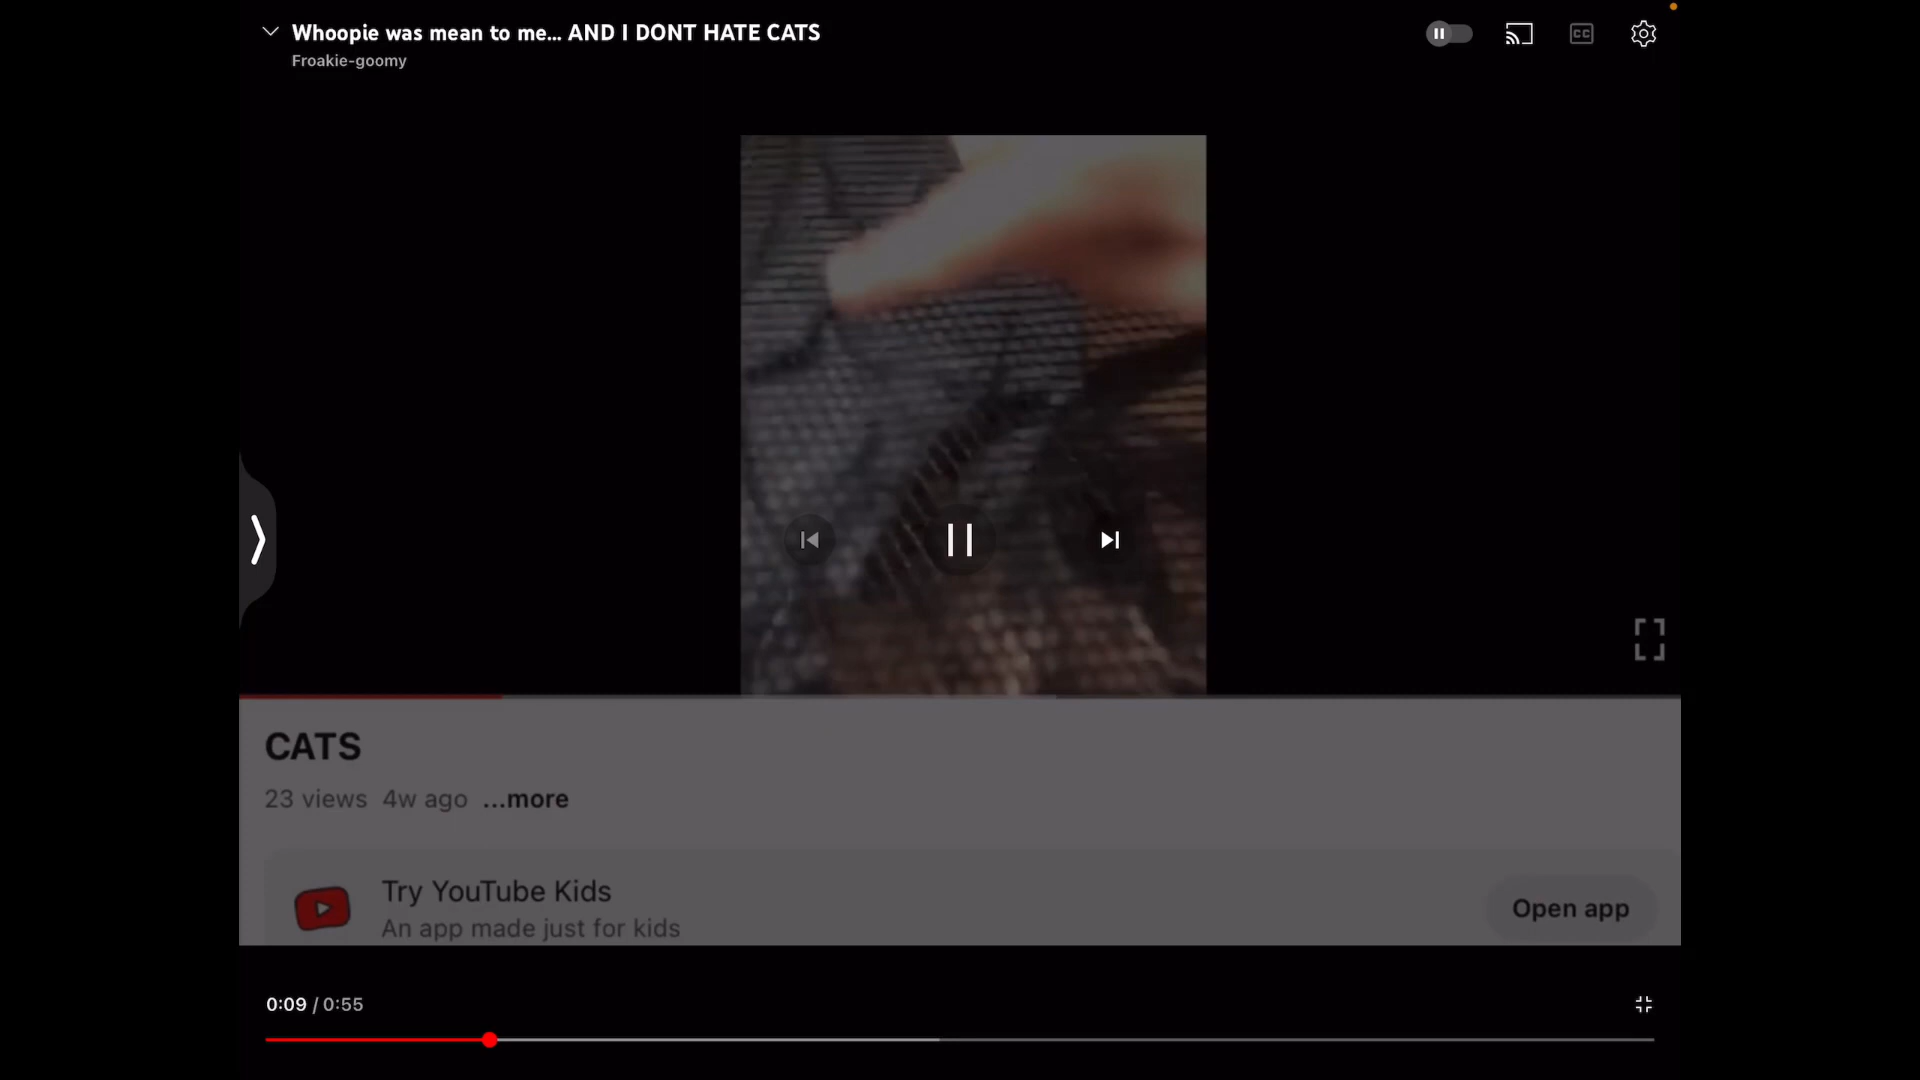 Whoopie was mean to me... AND I DONT HATE CATS
Froakie-goomy
CC
CATS
23 views 4w ago ...more
Try YouTube Kids
An app made just for kids
Open app
0:09 / 0:55